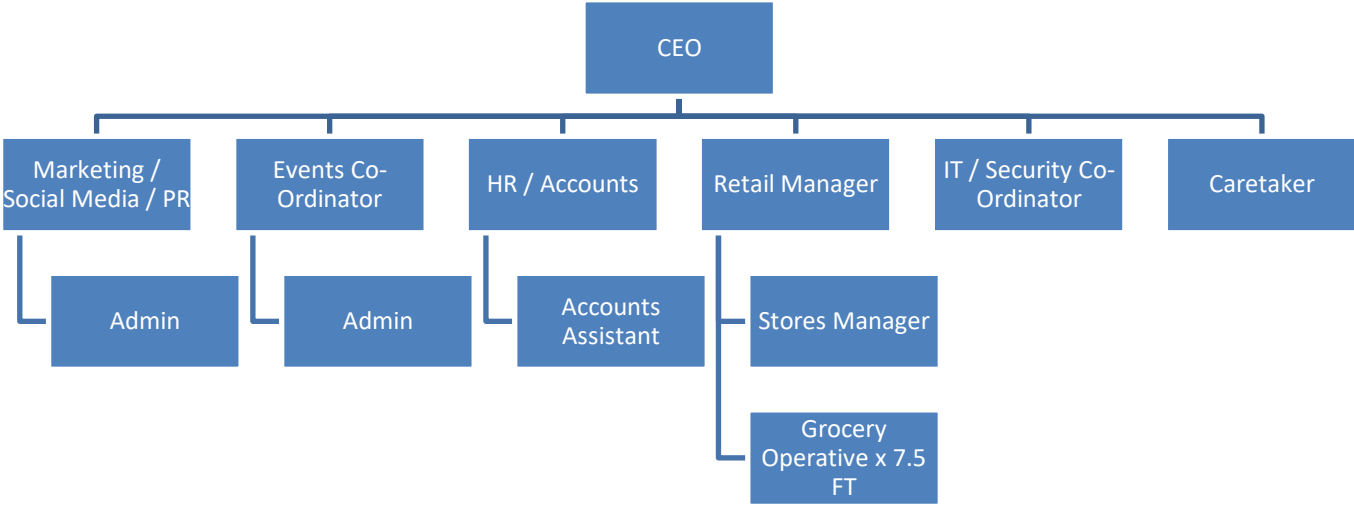 CEO
Marketing /
Social Media / PR
Events Co-
Ordinator
HR / Accounts
Retail Manager
IT / Security Co-
Ordinator
Caretaker
Admin
Admin
Accounts
Assistant
Stores Manager
Grocery
Operative x 7.5
FT